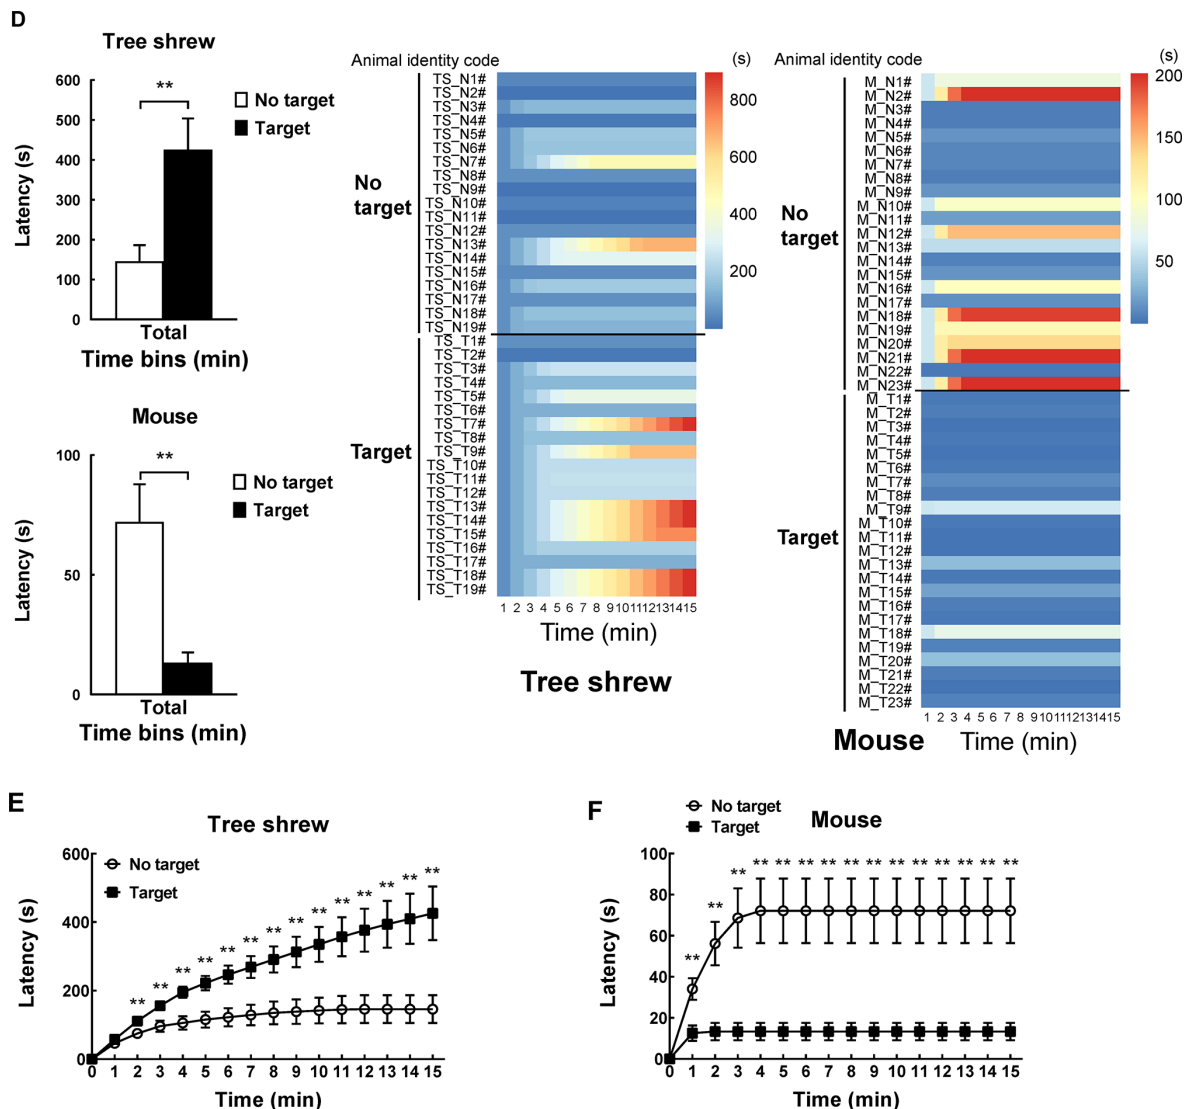 D
Tree shrew
600
500
400
300
200
100
0
**
No target
Target
Latency (s)
Total
Time bins (min)
Mouse
100
50
0
**
No target
Target
Latency (s)
Total
Time bins (min)
Animal identity code
(s)
No target
TS_N1#
TS_N2#
TS_N3#
TS_N4#
TS_N5#
TS_N6#
TS_N7#
TS_N8#
TS_N9#
TS_N10#
TS_N11#
TS_N12#
TS_N13#
TS_N14#
TS_N15#
TS_N16#
TS_N17#
TS_N18#
TS_N19#
Target
TS_T1#
TS_T2#
TS_T3#
TS_T4#
TS_T5#
TS_T6#
TS_T7#
TS_T8#
TS_T9#
TS_T10#
TS_T11#
TS_T12#
TS_T13#
TS_T14#
TS_T15#
TS_T16#
TS_T17#
TS_T18#
TS_T19#
800
600
400
200
1 2 3 4 5 6 7 8 9 10 11 12 13 14 15
Time (min)
Tree shrew
Animal identity code
(s)
No target
M_N1#
M_N2#
M_N3#
M_N4#
M_N5#
M_N6#
M_N7#
M_N8#
M_N9#
M_N10#
M_N11#
M_N12#
M_N13#
M_N14#
M_N15#
M_N16#
M_N17#
M_N18#
M_N19#
M_N20#
M_N21#
M_N22#
M_N23#
Target
M_T1#
M_T2#
M_T3#
M_T4#
M_T5#
M_T6#
M_T7#
M_T8#
M_T9#
M_T10#
M_T11#
M_T12#
M_T13#
M_T14#
M_T15#
M_T16#
M_T17#
M_T18#
M_T19#
M_T20#
M_T21#
M_T22#
M_T23#
200
150
100
50
1 2 3 4 5 6 7 8 9 10 11 12 13 14 15
Mouse Time (min)
E
Tree shrew
600
400
200
0
No target
Target
** ** ** ** ** ** ** ** ** ** ** ** ** **
Latency (s)
0 1 2 3 4 5 6 7 8 9 10 11 12 13 14 15
Time (min)
F
No target
Target
Mouse
100
80
60
40
20
0
** ** ** ** ** ** ** ** ** ** ** ** ** ** **
Latency (s)
0 1 2 3 4 5 6 7 8 9 10 11 12 13 14 15
Time (min)